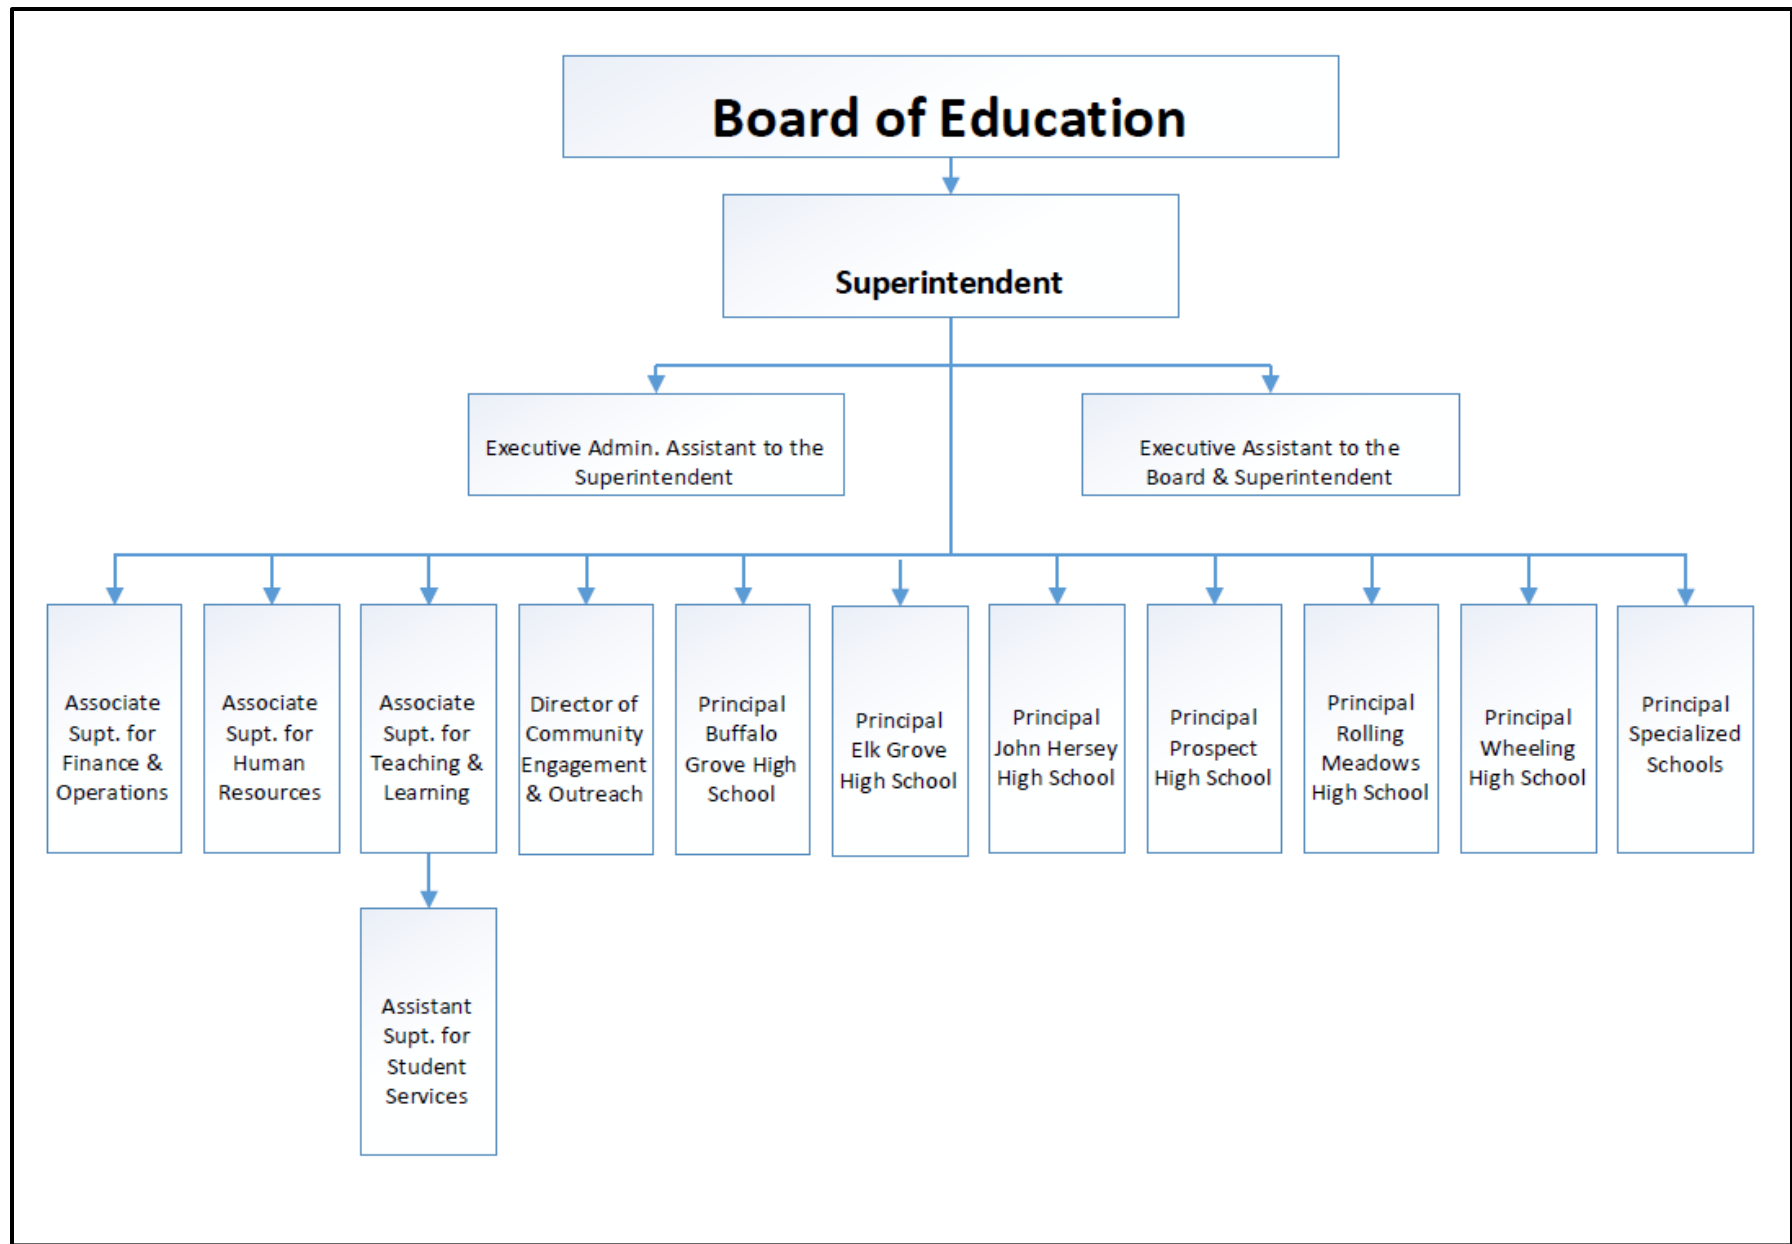 Board of Education
Superintendent
Executive Admin. Assistant to the
Superintendent
Executive Assistant to the
Board & Superintendent
Associate
Supt. for
Finance &
Operations
Associate
Supt. for
Human
Resources
Associate
Supt. for
Teaching &
Learning
Director of
Community
Engagement
& Outreach
Principal
Buffalo
Grove High
School
Principal
Elk Grove
High School
Principal
John Hersey
High School
Principal
Prospect
High School
Principal
Rolling
Meadows
High School
Principal
Wheeling
High School
Principal
Specialized
Schools
Assistant
Supt. for
Student
Services